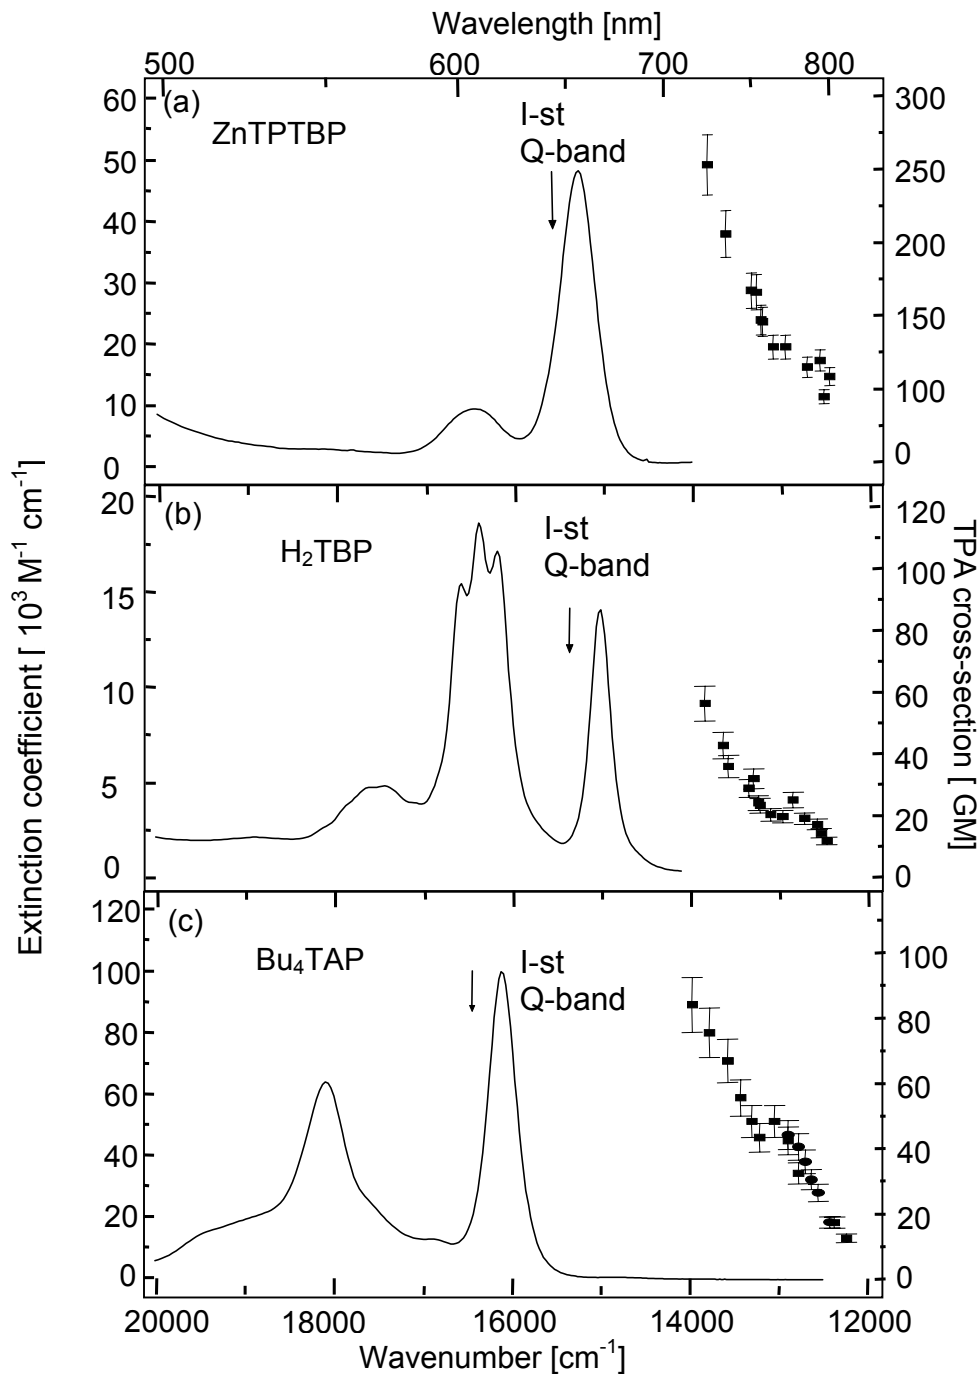 Wavelength [nm]
500 600 700 800
(a)
ZnTPTBP
I-st
Q-band
60
50
40
30
20
10
0
300
250
200
150
100
0
(b)
H₂TBP
I-st
Q-band
20
15
10
5
0
120
100
80
60
40
20
0
(c)
Bu₄TAP
I-st
Q-band
120
100
80
60
40
20
0
100
80
60
40
20
0
Extinction coefficient [ 10³ M⁻¹ cm⁻¹]
TPA cross-section [ GM]
20000 18000 16000 14000 12000
Wavenumber [cm⁻¹]